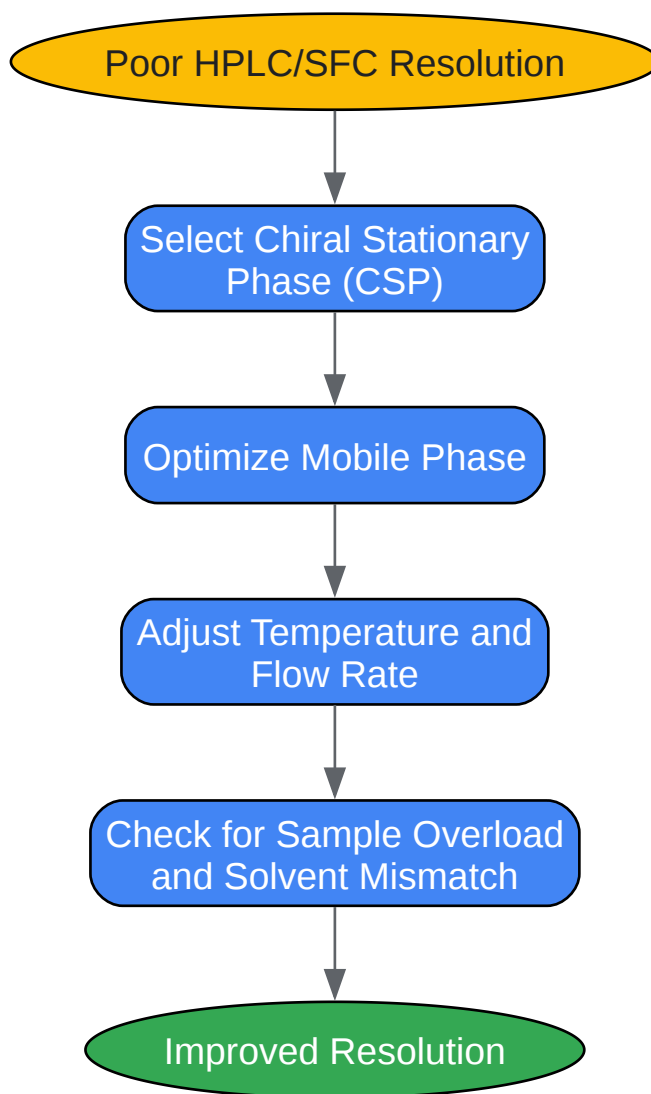 Poor HPLC/SFC Resolution
Select Chiral Stationary
Phase (CSP)
Optimize Mobile Phase
Adjust Temperature and
Flow Rate
Check for Sample Overload
and Solvent Mismatch
Improved Resolution